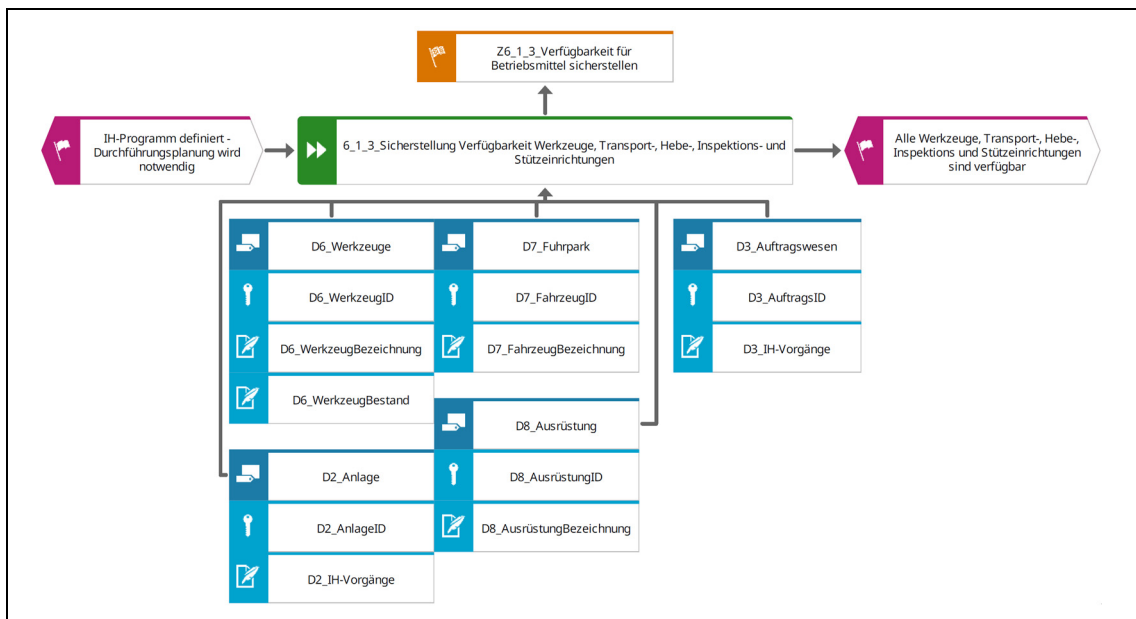 Z6_1_3_Verfügbarkeit für
Betriebsmittel sicherstellen
IH-Programm definiert -
Durchführungsplanung wird
notwendig
6_1_3_Sicherstellung Verfügbarkeit Werkzeuge, Transport-, Hebe-, Inspektions- und
Stützeinrichtungen
Alle Werkzeuge, Transport-, Hebe-,
Inspektions und Stützeinrichtungen
sind verfügbar
D6_Werkzeuge
D6_WerkzeugID
D6_WerkzeugBezeichnung
D6_WerkzeugBestand
D7_Fuhrpark
D7_FahrzeugID
D7_FahrzeugBezeichnung
D3_Auftragswesen
D3_AuftragsID
D3_IH-Vorgänge
D8_Ausrüstung
D8_AusrüstungID
D8_AusrüstungBezeichnung
D2_Anlage
D2_AnlageID
D2_IH-Vorgänge